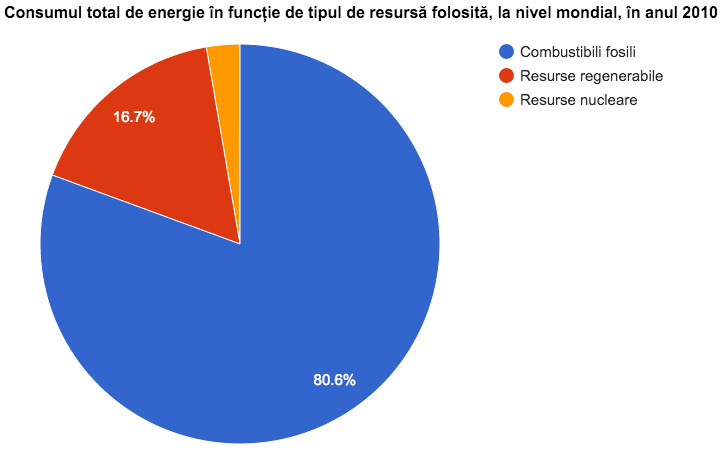 Consumul total de energie în funcție de tipul de resursă folosită, la nivel mondial, în anul 2010
Combustibili fosili
Resurse regenerabile
Resurse nucleare
16.7%
80.6%